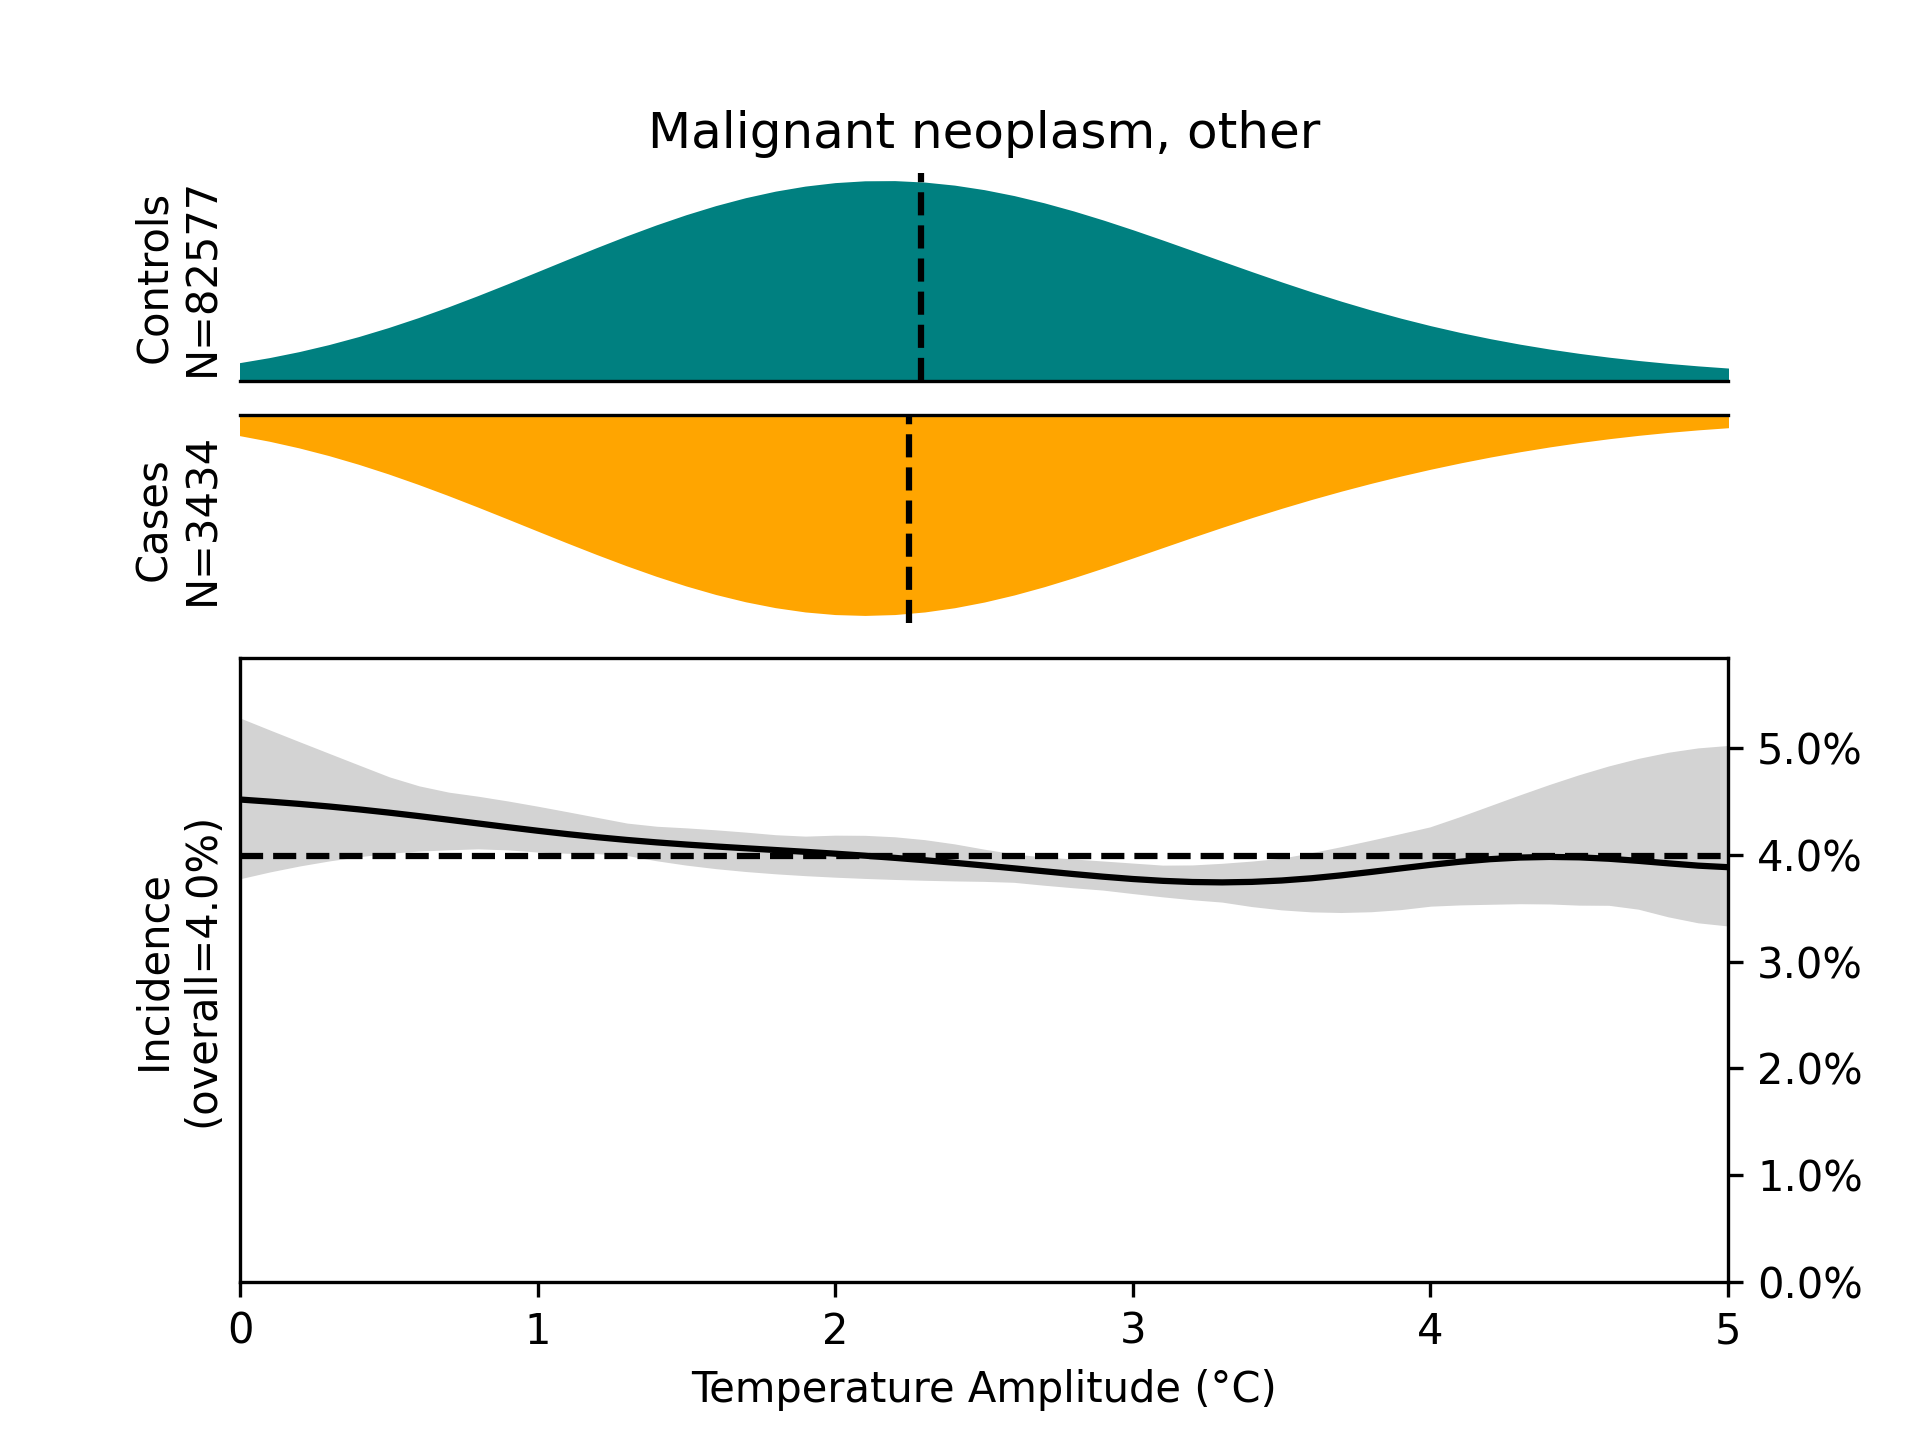 Malignant neoplasm, other
Controls
N=82577
Cases
N=3434
Incidence
(overall=4.0%)
5.0%
4.0%
3.0%
2.0%
1.0%
0.0%
0 1 2 3 4 5
Temperature Amplitude (°C)